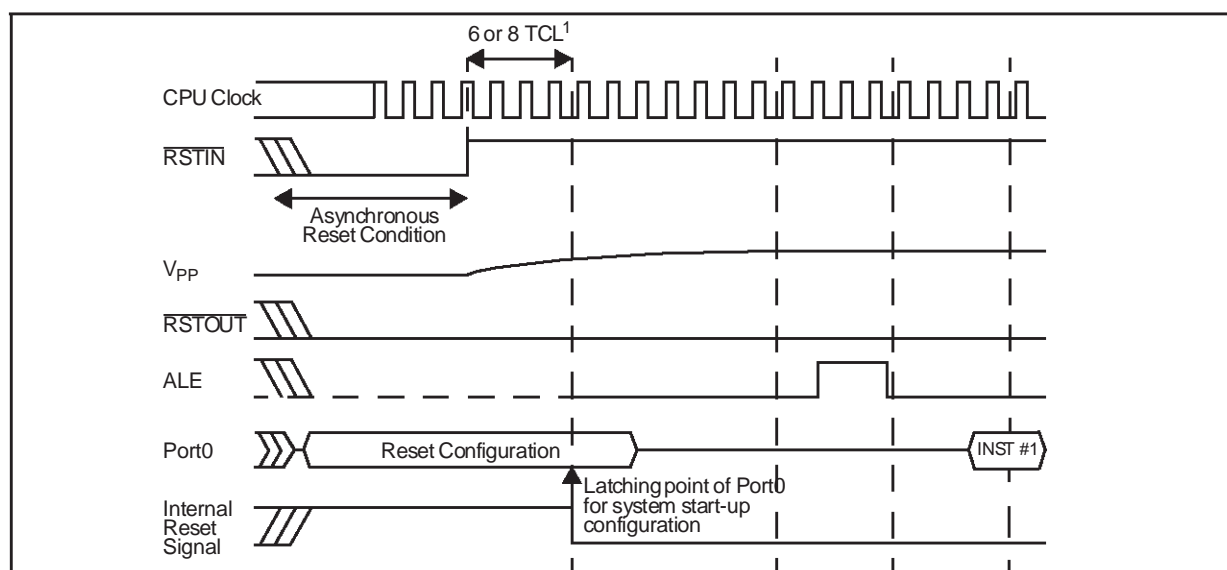 6 or 8 TCL1
CPU Clock
RSTIN
Asynchronous
Reset Condition
VPP
RSTOUT
ALE
Port0
Reset Configuration
INST #1
Latching point of Port0
for system start-up
configuration
Internal
Reset
Signal